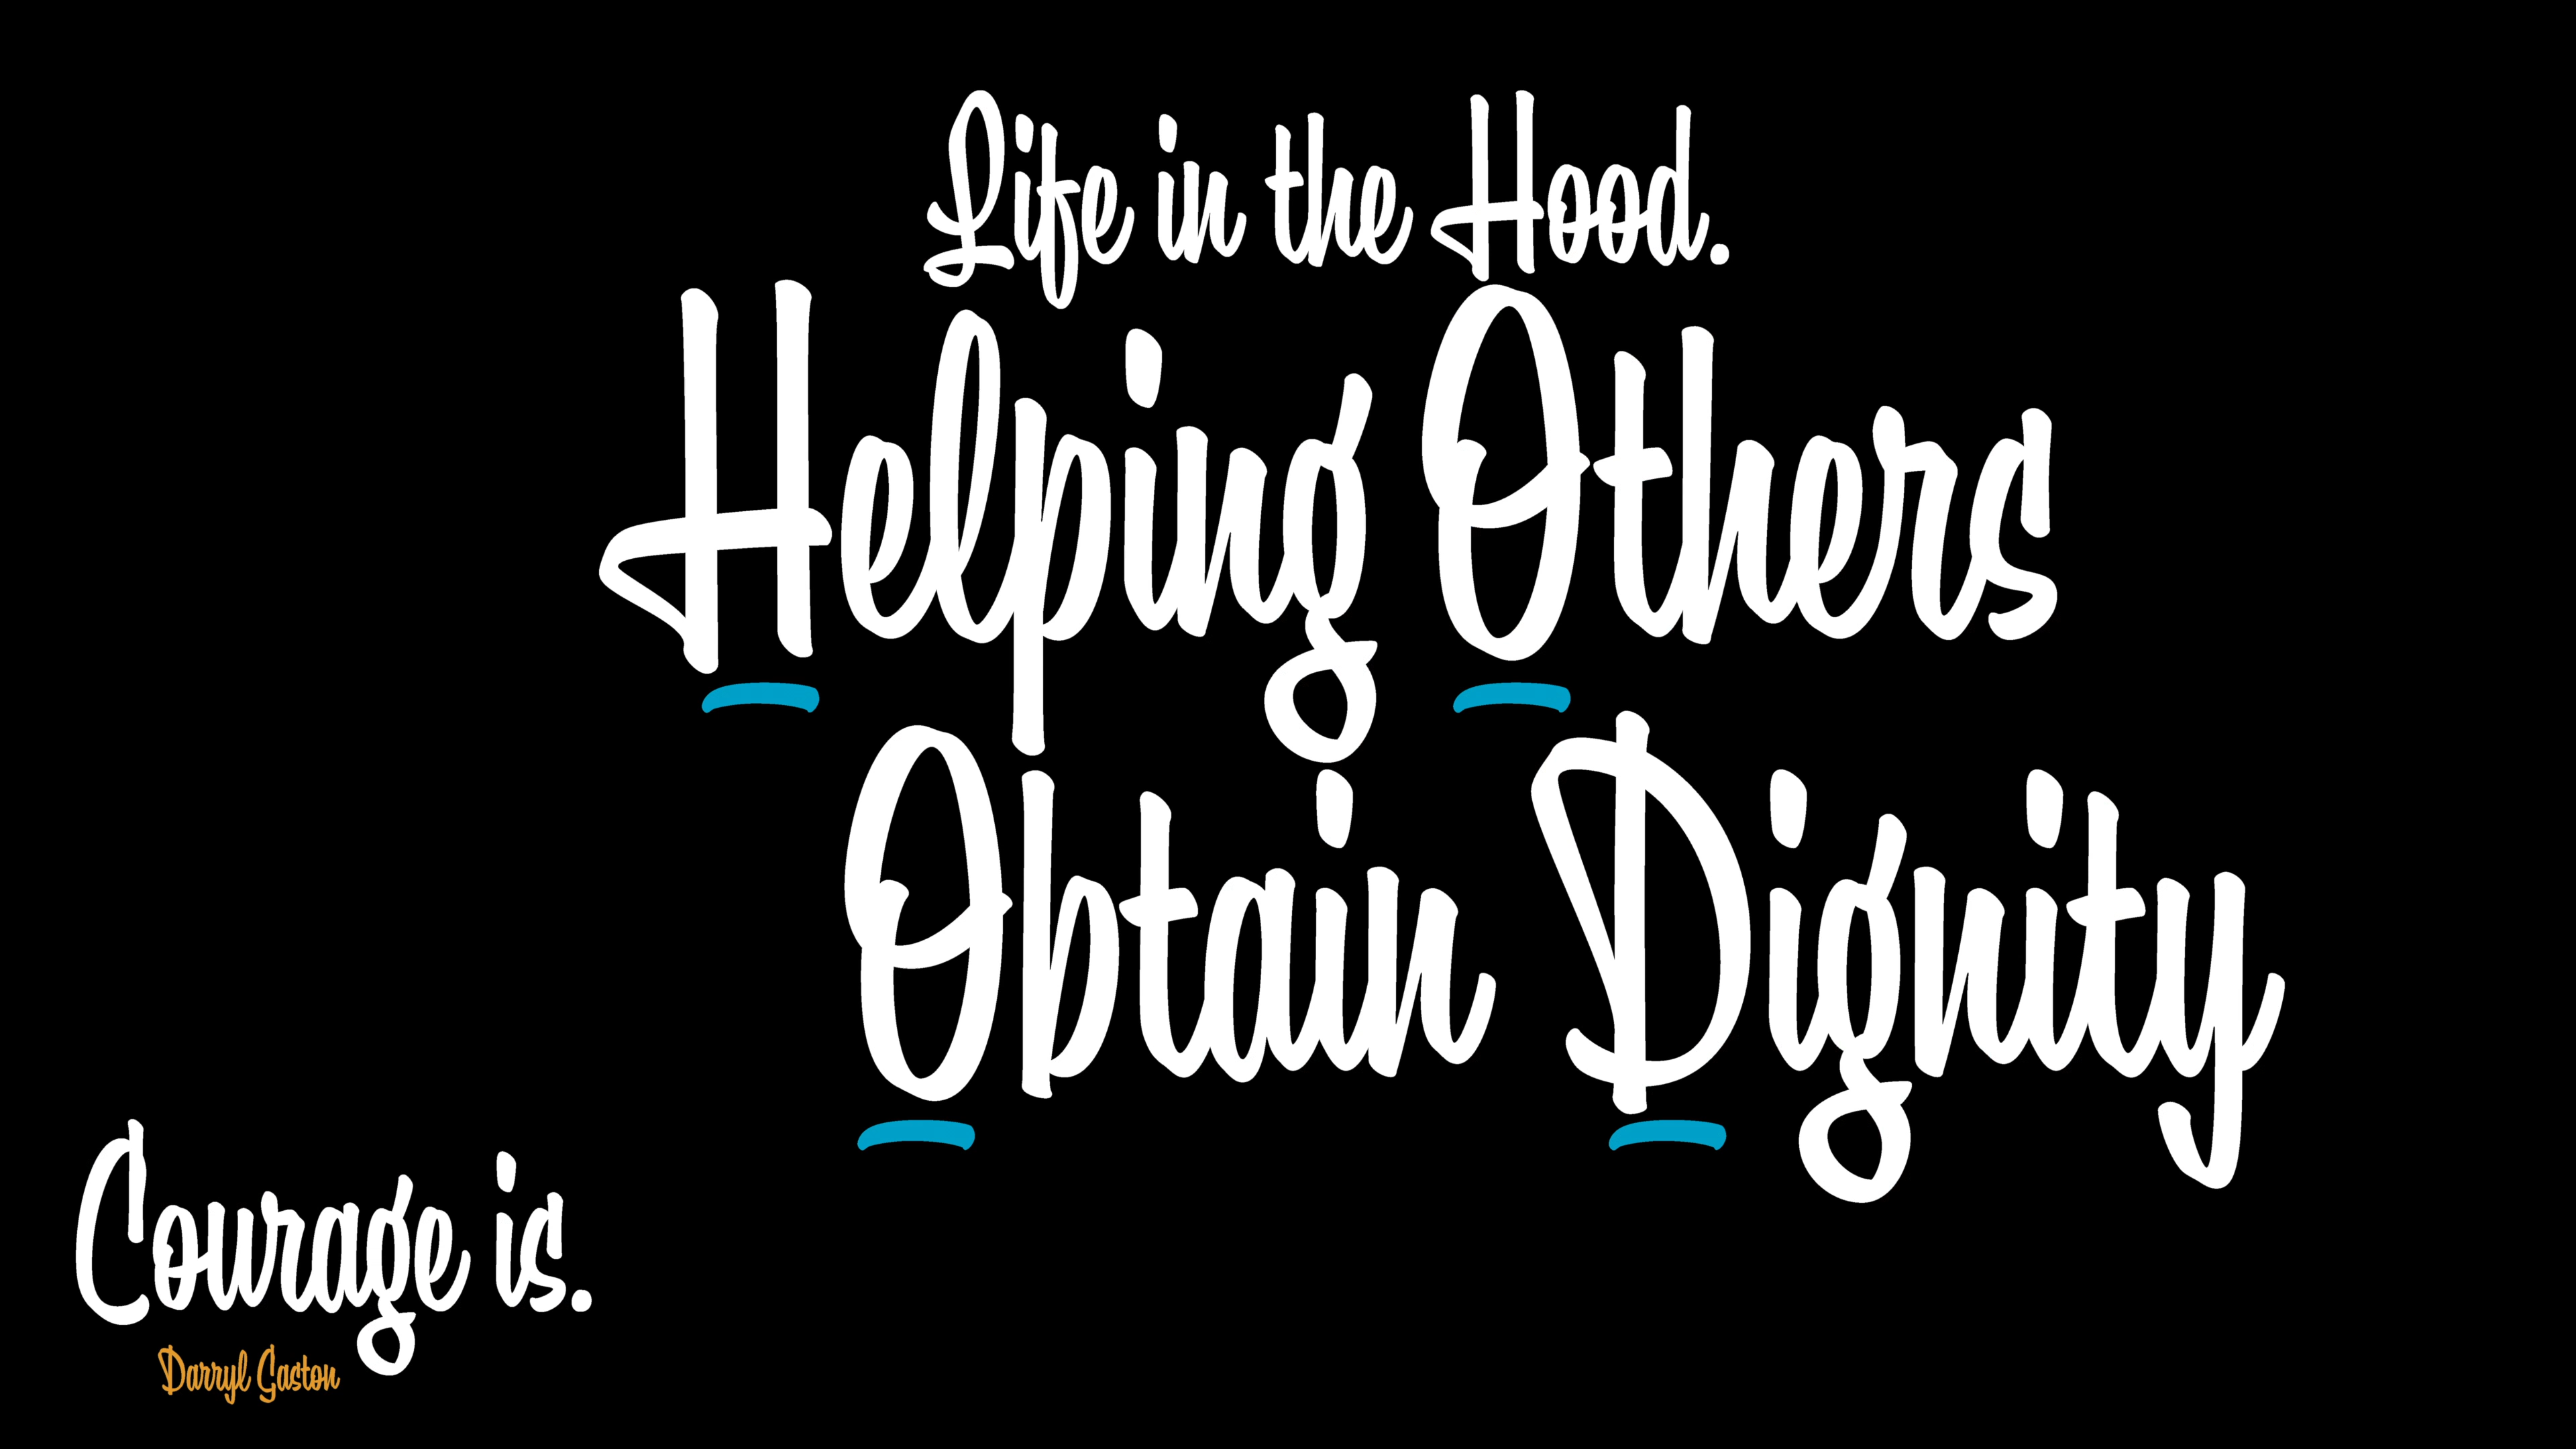 Life in the Hood.
Helping Others
Obtain Dignity
Courage is.
Darryl Gaston